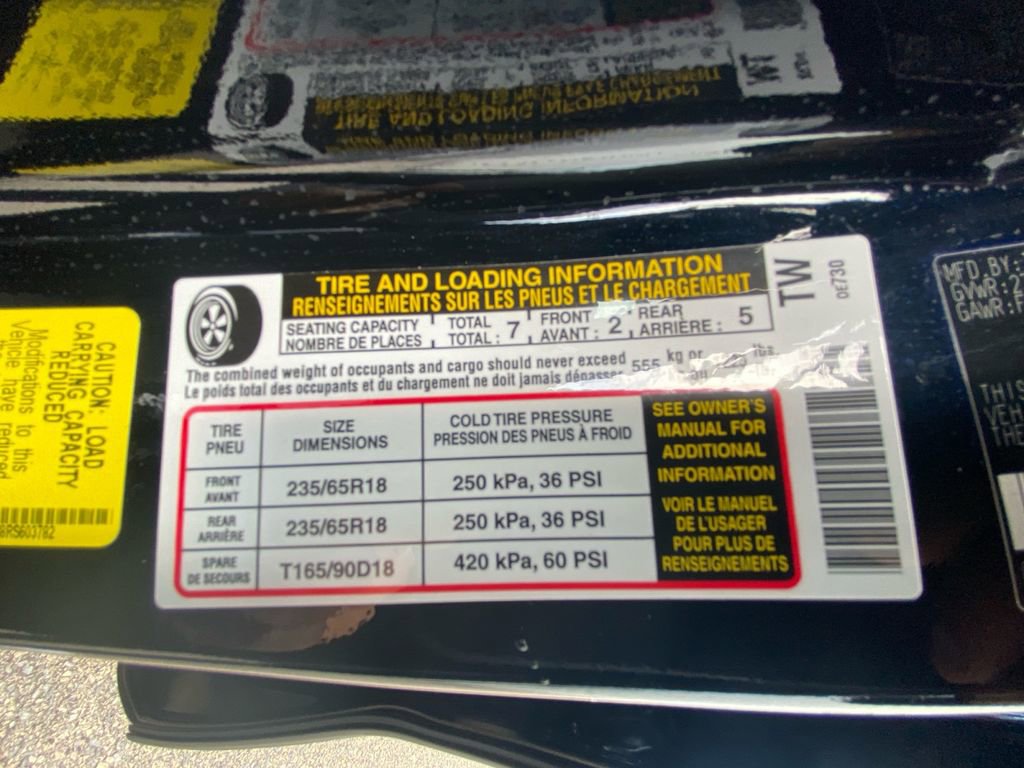 TIRE AND LOADING INFORMATION
RENSEIGNEMENTS SUR LES PNEUS ET LE CHARGEMENT
SEATING CAPACITY TOTAL FRONT REAR
NOMBRE DE PLACES TOTAL : 7 AVANT : 2 ARRIÈRE : 5
The combined weight of occupants and cargo should never exceed 555 kg or lbs.
Le poids total des occupants et du chargement ne doit jamais dépasser
TW
0E730
TIRE SIZE COLD TIRE PRESSURE
PNEU DIMENSIONS PRESSION DES PNEUS À FROID
FRONT
AVANT 235/65R18 250 kPa, 36 PSI
REAR
ARRIÈRE 235/65R18 250 kPa, 36 PSI
SPARE
DE SECOURS T165/90D18 420 kPa, 60 PSI
SEE OWNER'S
MANUAL FOR
ADDITIONAL
INFORMATION
VOIR LE MANUEL
DE L'USAGER
POUR PLUS DE
RENSEIGNEMENTS
CAUTION: LOAD
CARRYING CAPACITY
REDUCED
Modifications to this
Vehicle have reduced
RS603782
MFD. BY:
GVWR:2
GAWR:F
THIS
VEH
THE
TIRE AND LOADING INFORMATION